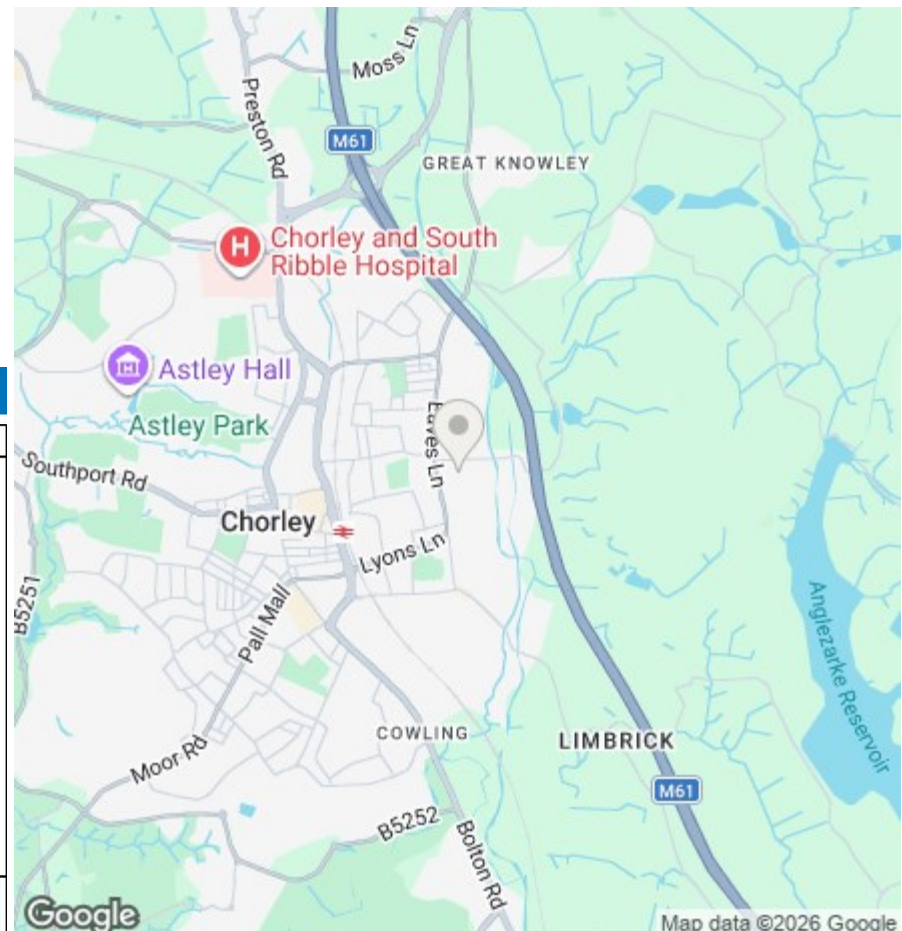 Moss Ln
Preston Rd
M61
GREAT KNOWLEY
H
Chorley and South
Ribble Hospital
Astley Hall
Astley Park
Eaves Ln
Southport Rd
Chorley
Lyons Ln
B5251
Pall Mall
Anglezarke Reservoir
COWLING
LIMBRICK
Moor Rd
M61
B5252
Bolton Rd
Google
Map data ©2026 Google